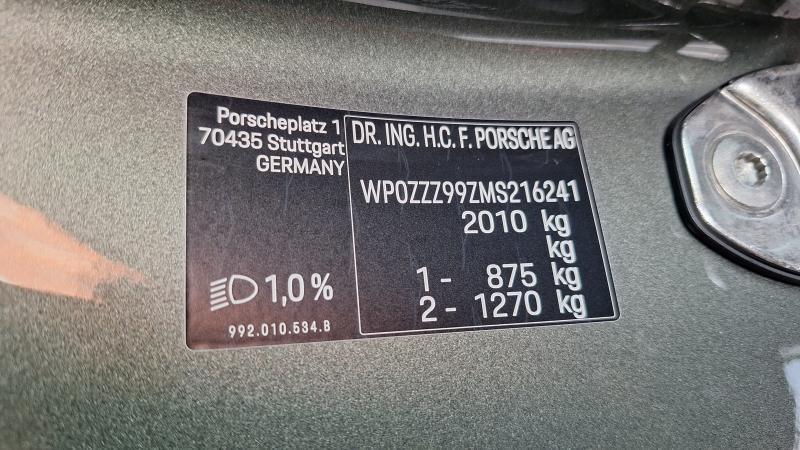 Porscheplatz 1
70435 Stuttgart
GERMANY
1,0 %
992.010.534.B
DR. ING. H.C. F. PORSCHE AG
WP0ZZZ99ZMS216241
2010 kg
kg
1 - 875 kg
2 - 1270 kg